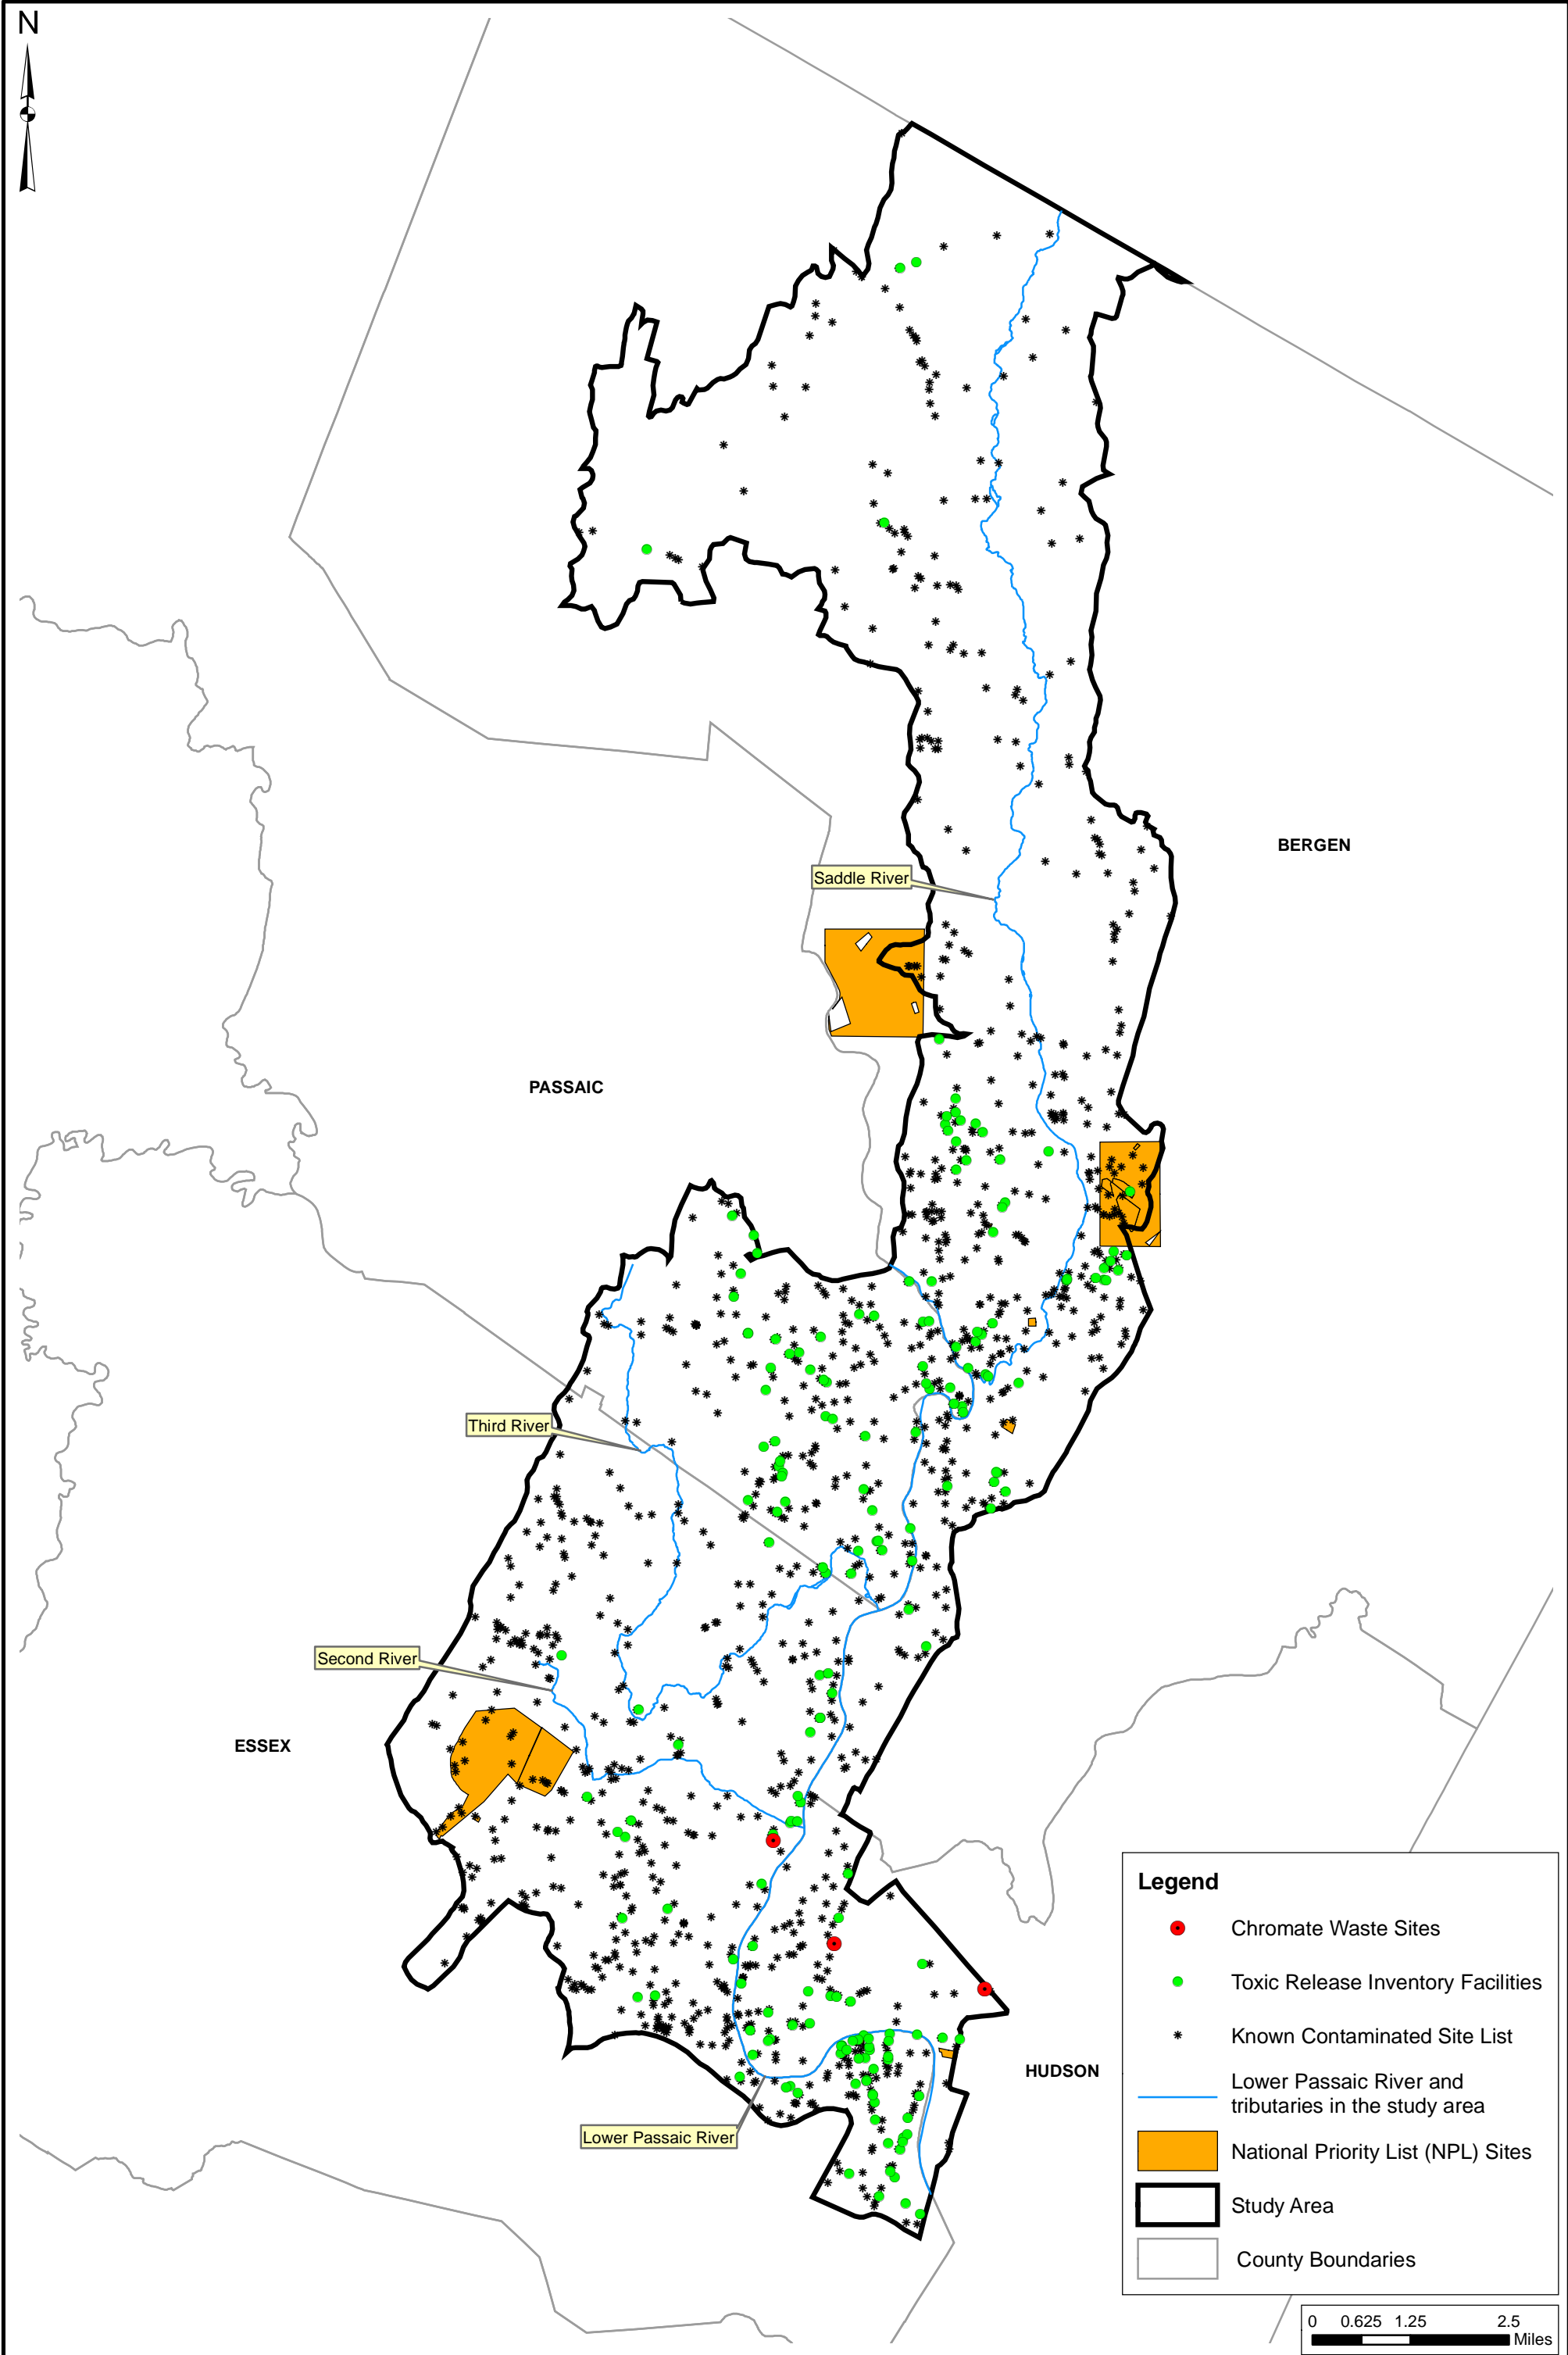 N
BERGEN
Saddle River
PASSAIC
Third River
Second River
ESSEX
HUDSON
Lower Passaic River
Legend
Chromate Waste Sites
Toxic Release Inventory Facilities
Known Contaminated Site List
Lower Passaic River and
tributaries in the study area
National Priority List (NPL) Sites
Study Area
County Boundaries
0 0.625 1.25 2.5
Miles